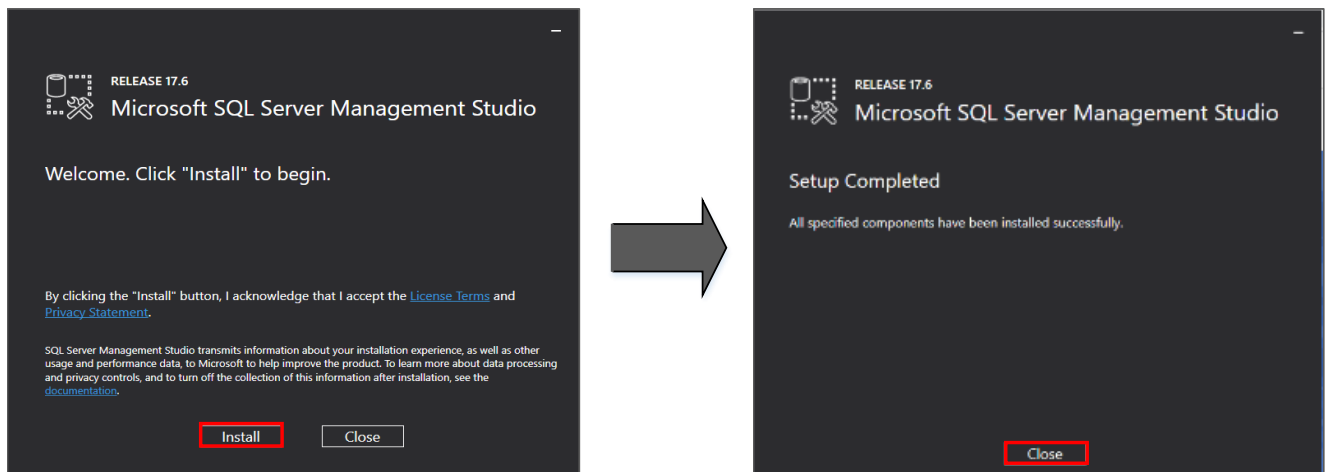 RELEASE 17.6
Microsoft SQL Server Management Studio
Welcome. Click "Install" to begin.
By clicking the "Install" button, I acknowledge that I accept the License Terms and
Privacy Statement.
SQL Server Management Studio transmits information about your installation experience, as well as other
usage and performance data, to Microsoft to help improve the product. To learn more about data processing
and privacy controls, and to turn off the collection of this information after installation, see the
documentation.
Install
Close
RELEASE 17.6
Microsoft SQL Server Management Studio
Setup Completed
All specified components have been installed successfully.
Close